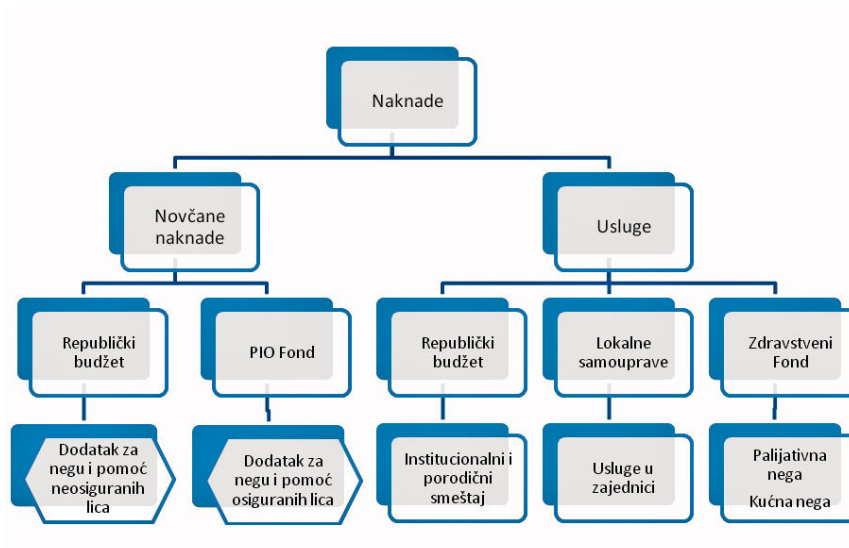 Naknade
Novčane
naknade
Usluge
Republički
budžet
PIO Fond
Republički
budžet
Lokalne
samouprave
Zdravstveni
Fond
Dodatak za
negu i pomoć
neosiguranih
lica
Dodatak za
negu i pomoć
osiguranih lica
Institucionalni i
porodični
smeštaj
Usluge u
zajednici
Palijativna
nega
Kućna nega